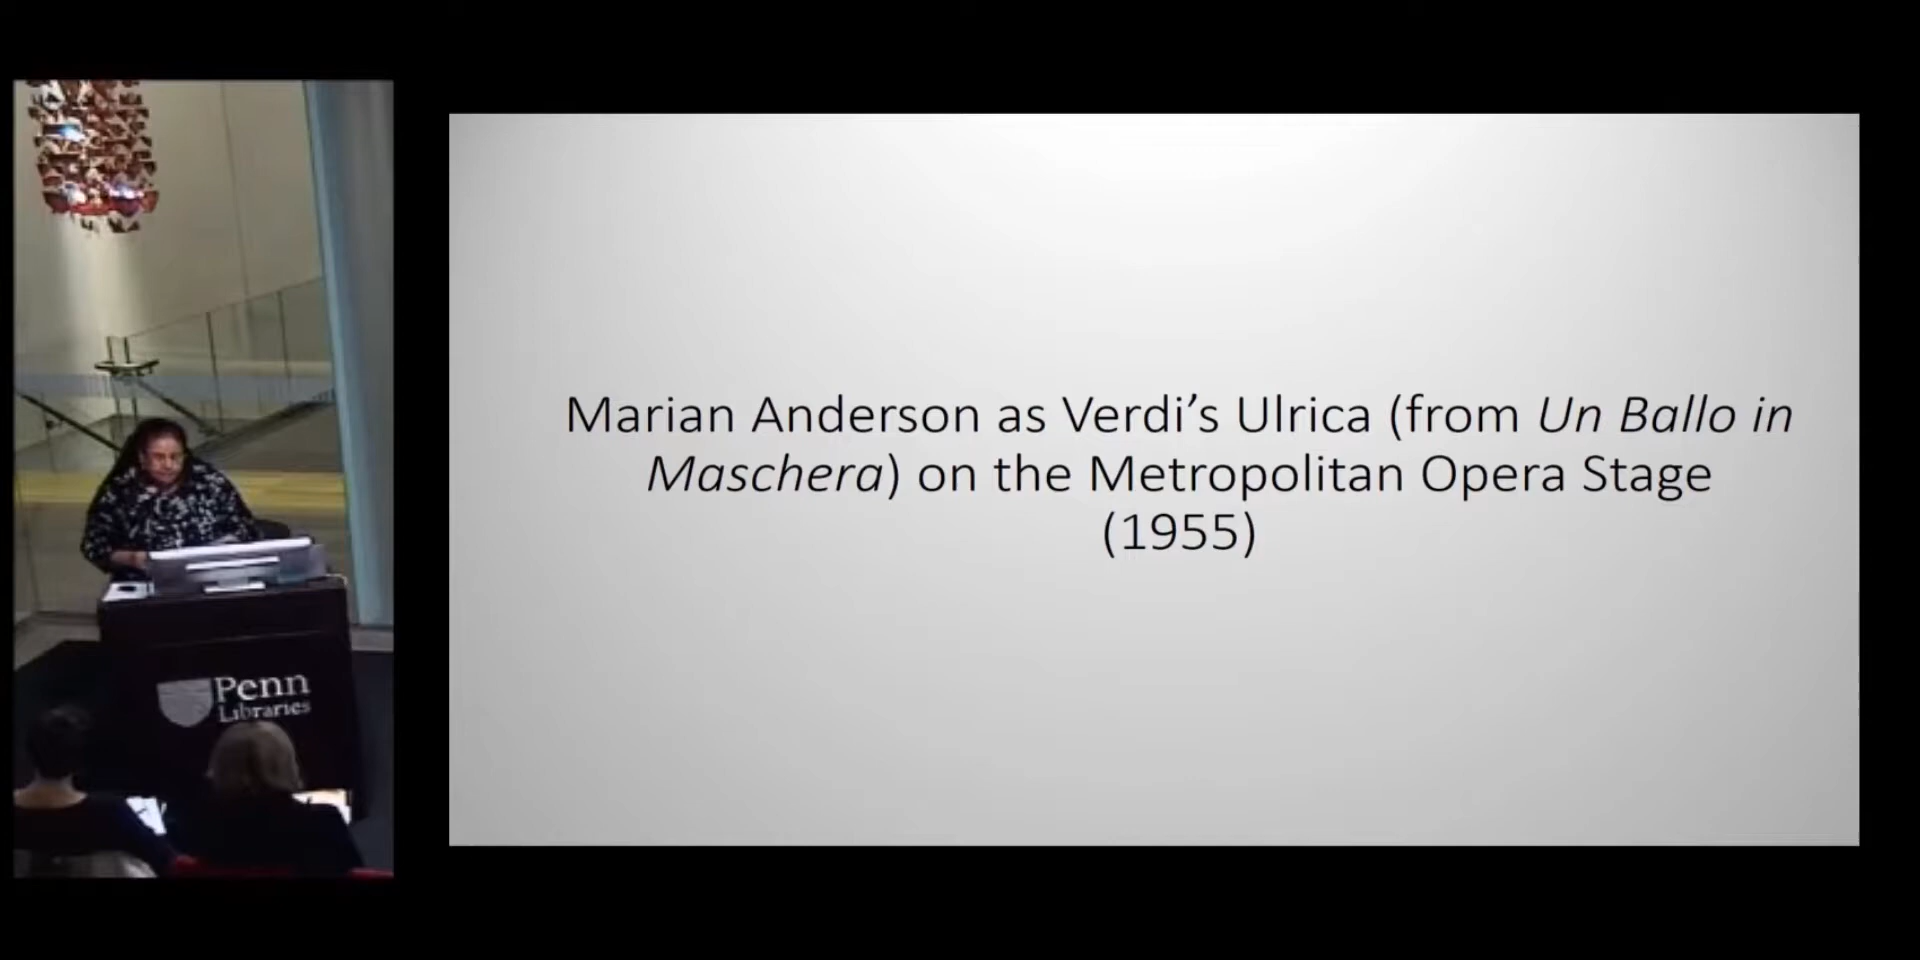 Marian Anderson as Verdi’s Ulrica (from Un Ballo in
Maschera) on the Metropolitan Opera Stage
(1955)
Penn
Libraries